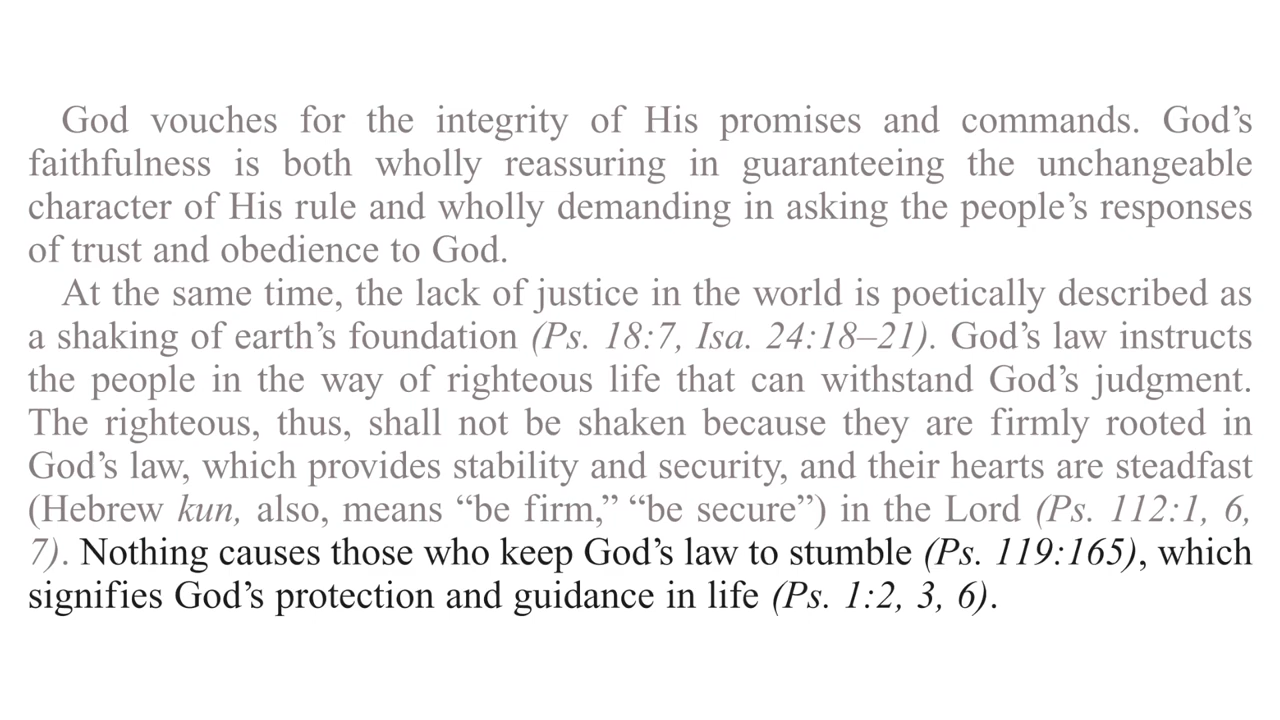 God vouches for the integrity of His promises and commands. God’s
faithfulness is both wholly reassuring in guaranteeing the unchangeable
character of His rule and wholly demanding in asking the people’s responses
of trust and obedience to God.
At the same time, the lack of justice in the world is poetically described as
a shaking of earth’s foundation (Ps. 18:7, Isa. 24:18–21). God’s law instructs
the people in the way of righteous life that can withstand God’s judgment.
The righteous, thus, shall not be shaken because they are firmly rooted in
God’s law, which provides stability and security, and their hearts are steadfast
(Hebrew kun, also, means “be firm,” “be secure”) in the Lord (Ps. 112:1, 6,
7). Nothing causes those who keep God’s law to stumble (Ps. 119:165), which
signifies God’s protection and guidance in life (Ps. 1:2, 3, 6).